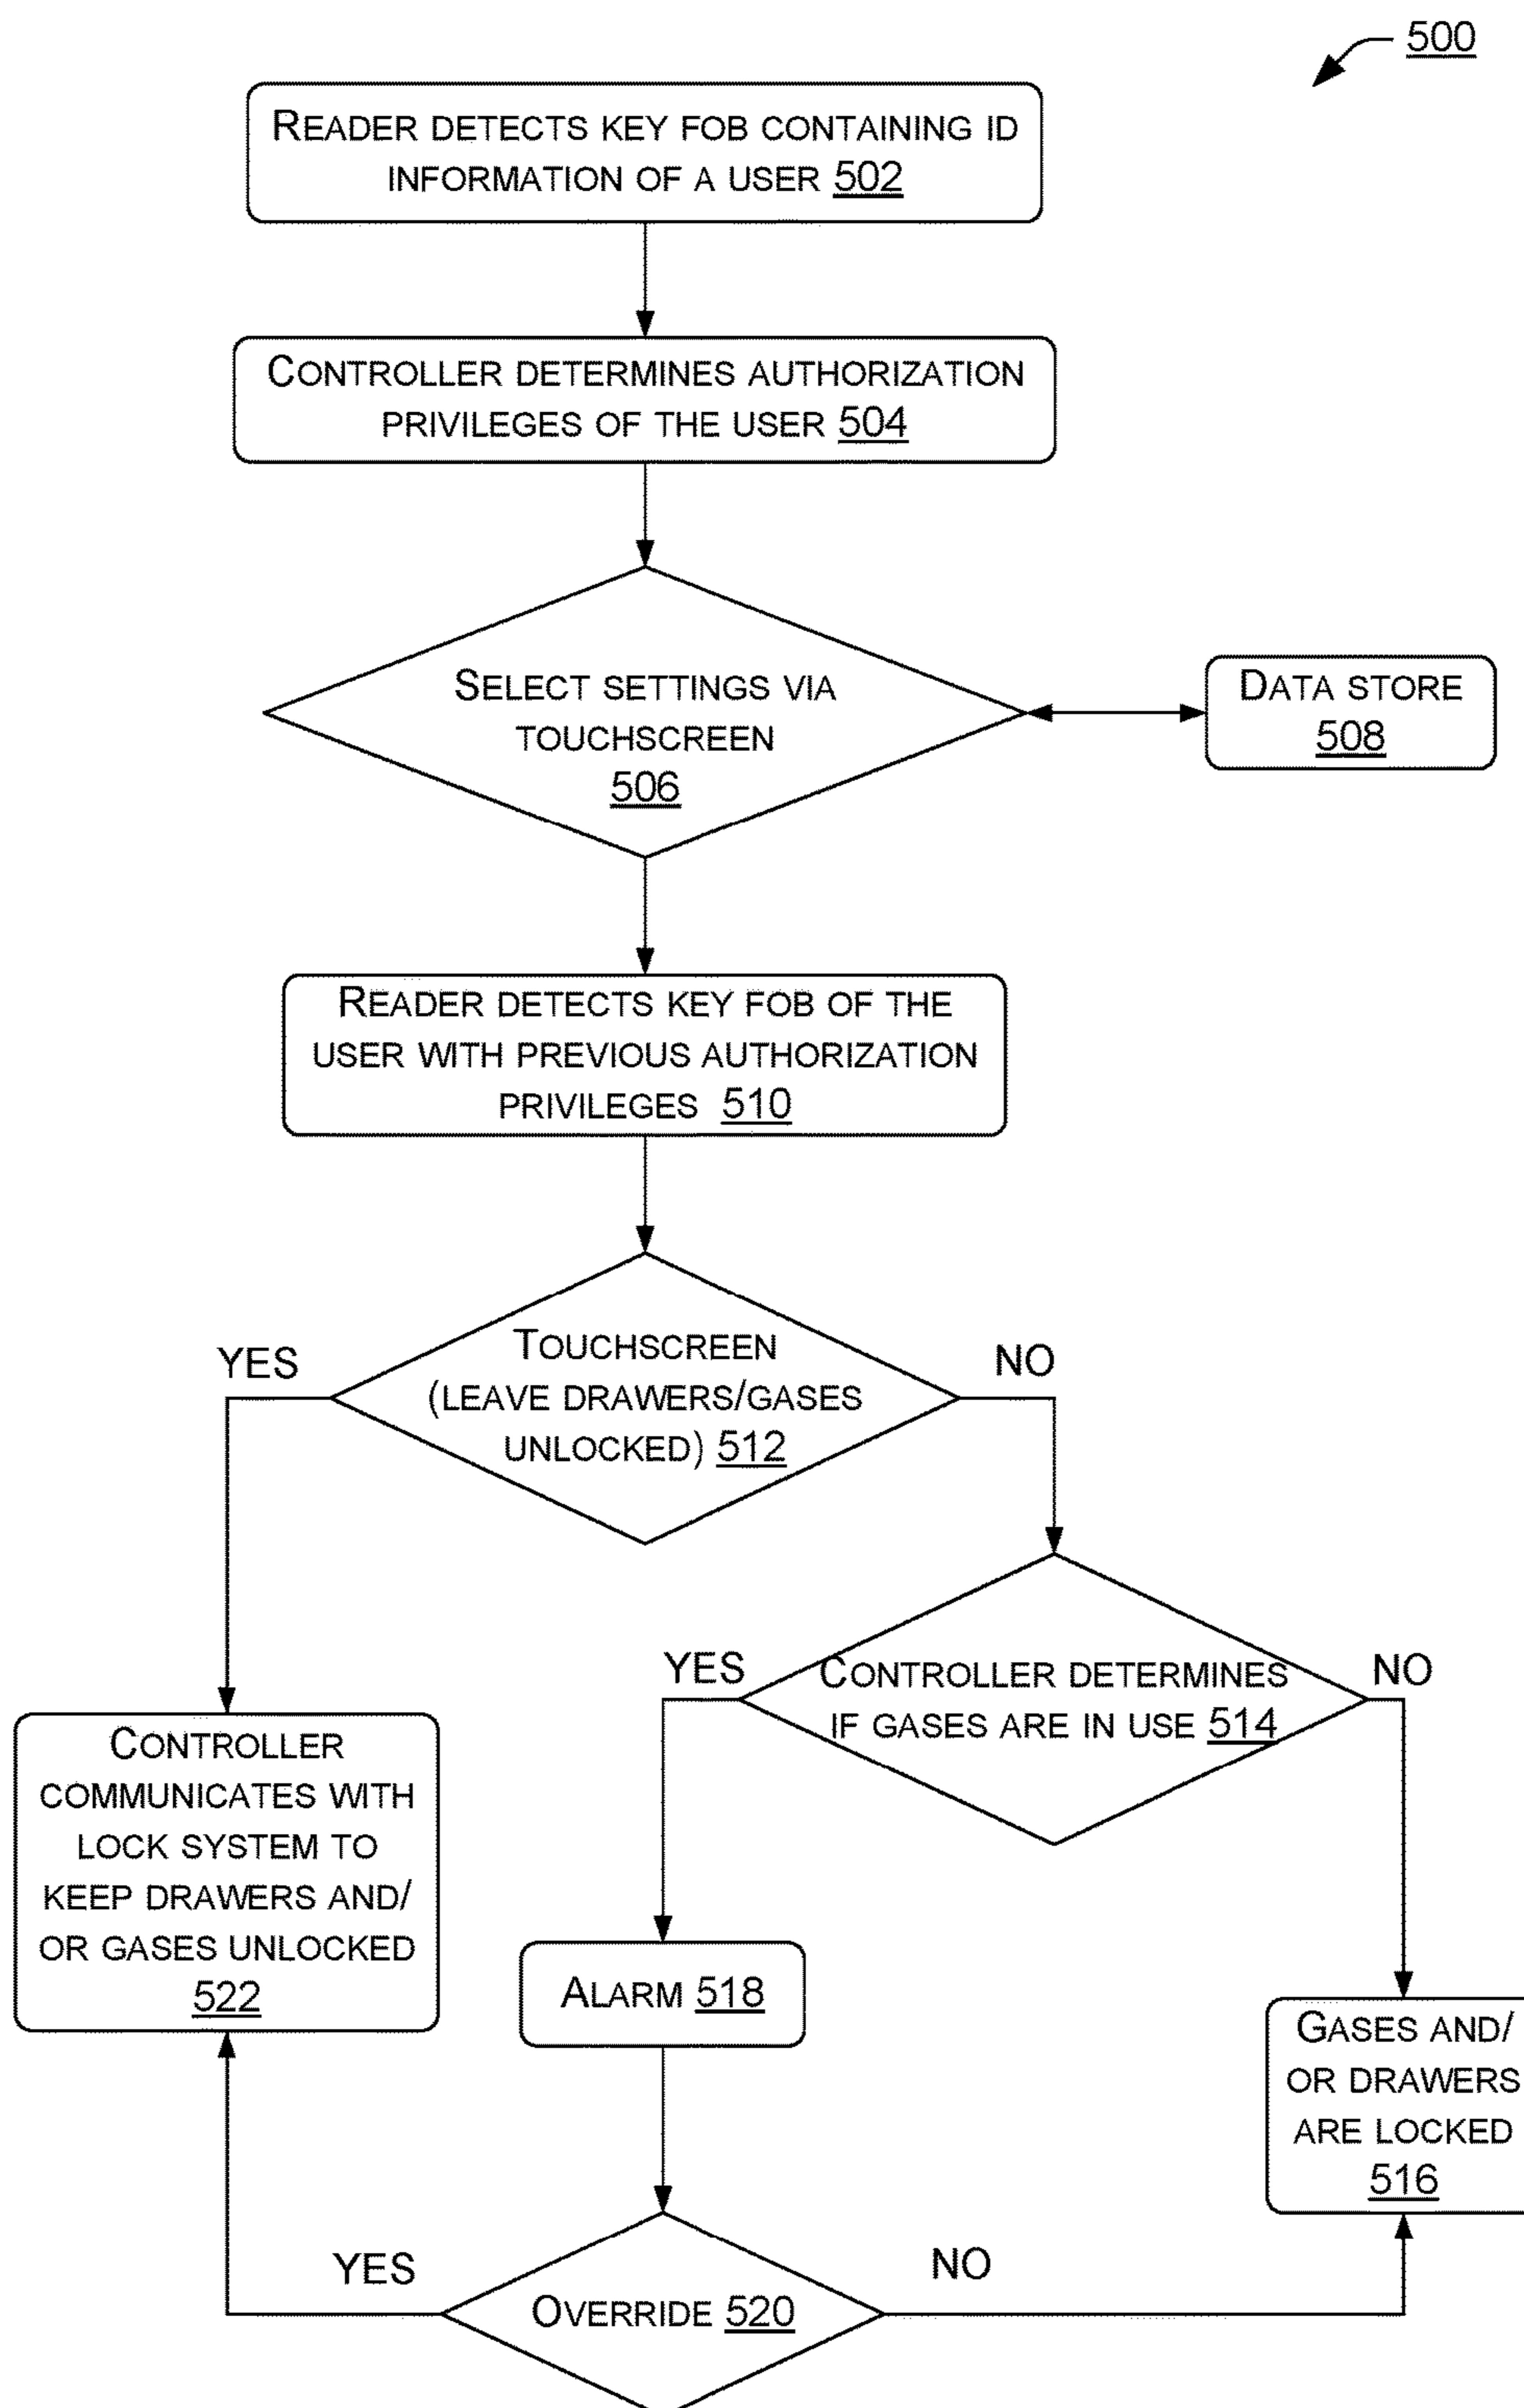 500
READER DETECTS KEY FOB CONTAINING ID
INFORMATION OF A USER 502
CONTROLLER DETERMINES AUTHORIZATION
PRIVILEGES OF THE USER 504
SELECT SETTINGS VIA
TOUCHSCREEN
506
DATA STORE
508
READER DETECTS KEY FOB OF THE
USER WITH PREVIOUS AUTHORIZATION
PRIVILEGES 510
YES
TOUCHSCREEN
(LEAVE DRAWERS/GASES
UNLOCKED) 512
NO
YES
CONTROLLER DETERMINES
IF GASES ARE IN USE 514
NO
CONTROLLER
COMMUNICATES WITH
LOCK SYSTEM TO
KEEP DRAWERS AND/
OR GASES UNLOCKED
522
ALARM 518
GASES AND/
OR DRAWERS
ARE LOCKED
516
YES
OVERRIDE 520
NO